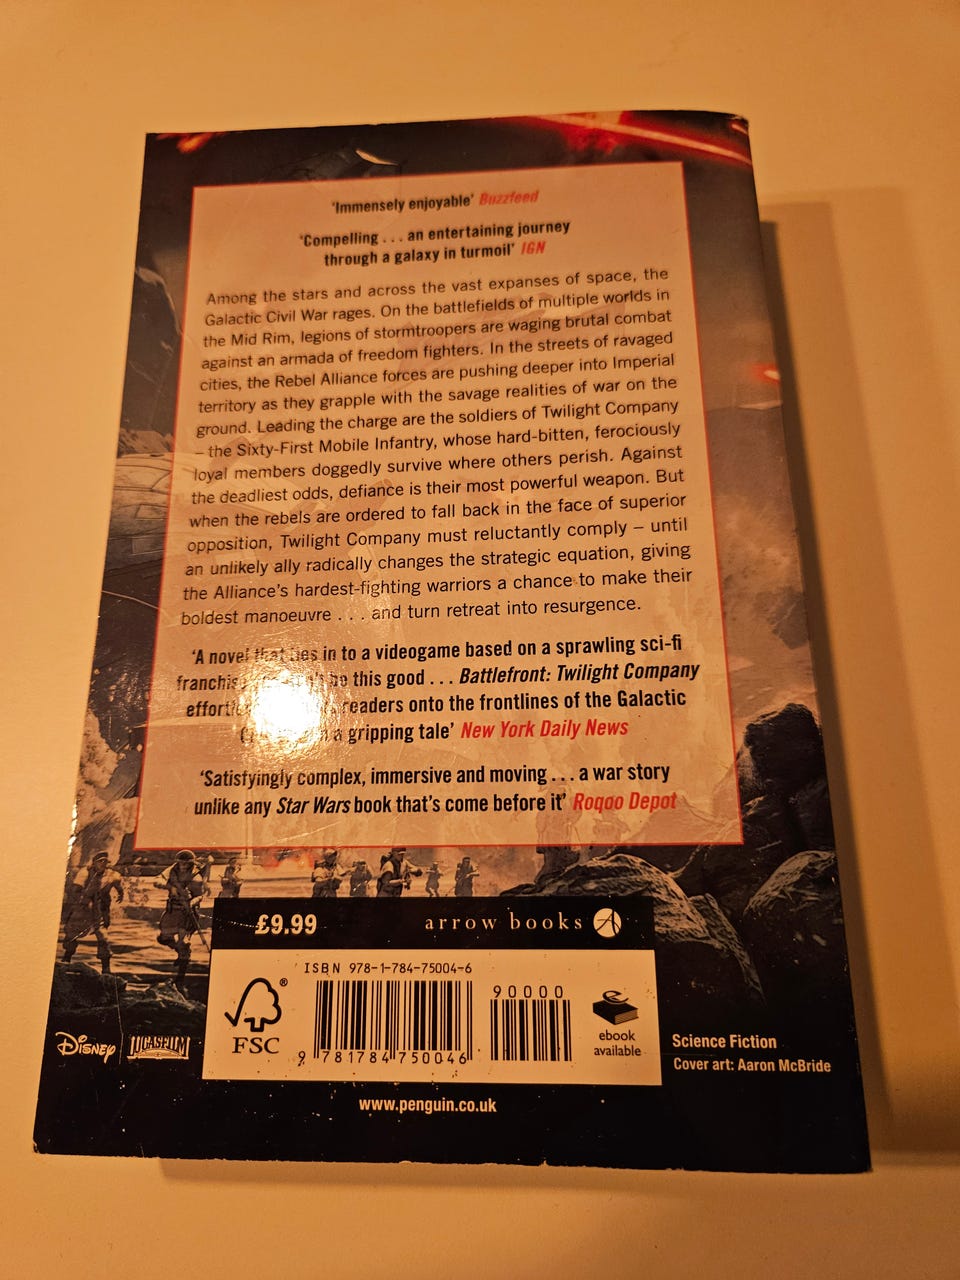 'Immensely enjoyable' Buzzfeed
'Compelling . . . an entertaining journey
through a galaxy in turmoil' IGN
Among the stars and across the vast expanses of space, the
Galactic Civil War rages. On the battlefields of multiple worlds in
the Mid Rim, legions of stormtroopers are waging brutal combat
against an armada of freedom fighters. In the streets of ravaged
cities, the Rebel Alliance forces are pushing deeper into Imperial
territory as they grapple with the savage realities of war on the
ground. Leading the charge are the soldiers of Twilight Company
– the Sixty-First Mobile Infantry, whose hard-bitten, ferociously
loyal members doggedly survive where others perish. Against
the deadliest odds, defiance is their most powerful weapon. But
when the rebels are ordered to fall back in the face of superior
opposition, Twilight Company must reluctantly comply – until
an unlikely ally radically changes the strategic equation, giving
the Alliance's hardest-fighting warriors a chance to make their
boldest manoeuvre . . . and turn retreat into resurgence.
'A novel that ties in to a videogame based on a sprawling sci-fi
be this good . . . Battlefront: Twilight Company
readers onto the frontlines of the Galactic
a gripping tale' New York Daily News
'Satisfyingly complex, immersive and moving . . . a war story
unlike any Star Wars book that's come before it' Roqoo Depot
£9.99
arrow books
ISBN 978-1-784-75004-6
90000
FSC®
9 781784 750046
ebook
available
Disney
LUCASFILM
Science Fiction
Cover art: Aaron McBride
www.penguin.co.uk